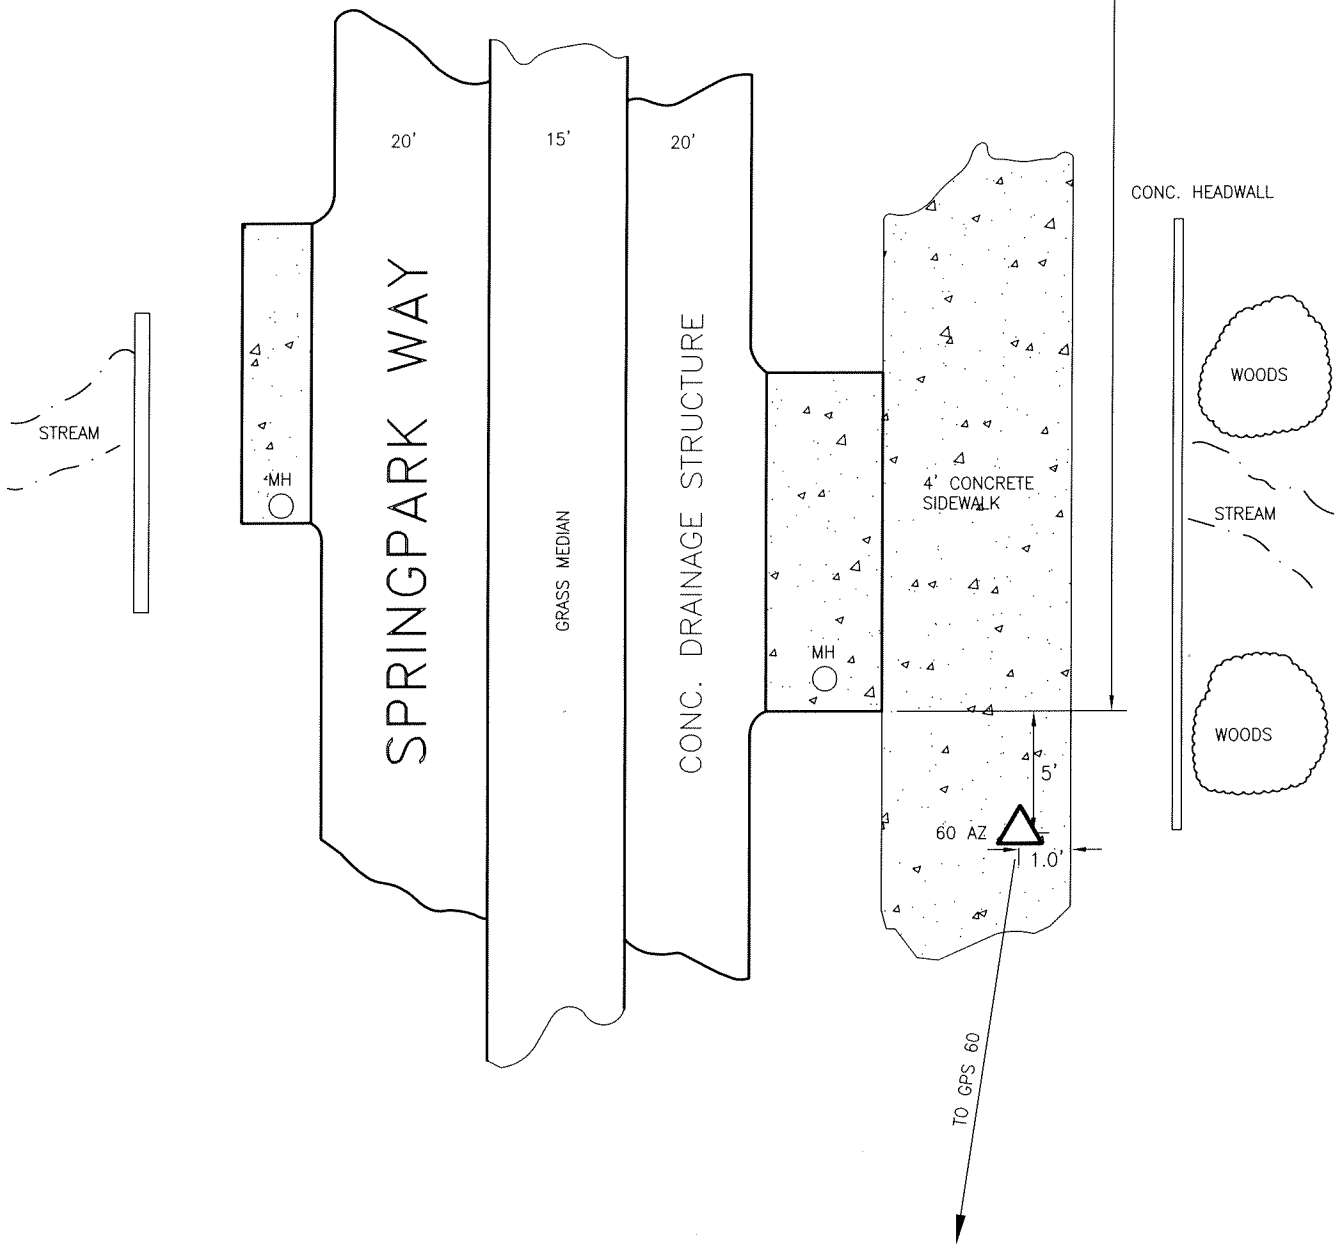 20'
15'
20'
CONC. HEADWALL
SPRINGPARK WAY
CONC. DRAINAGE STRUCTURE
WOODS
STREAM
MH
4' CONCRETE
SIDEWALK
STREAM
GRASS MEDIAN
MH
WOODS
5'
60 AZ
1.0'
TO GPS 60